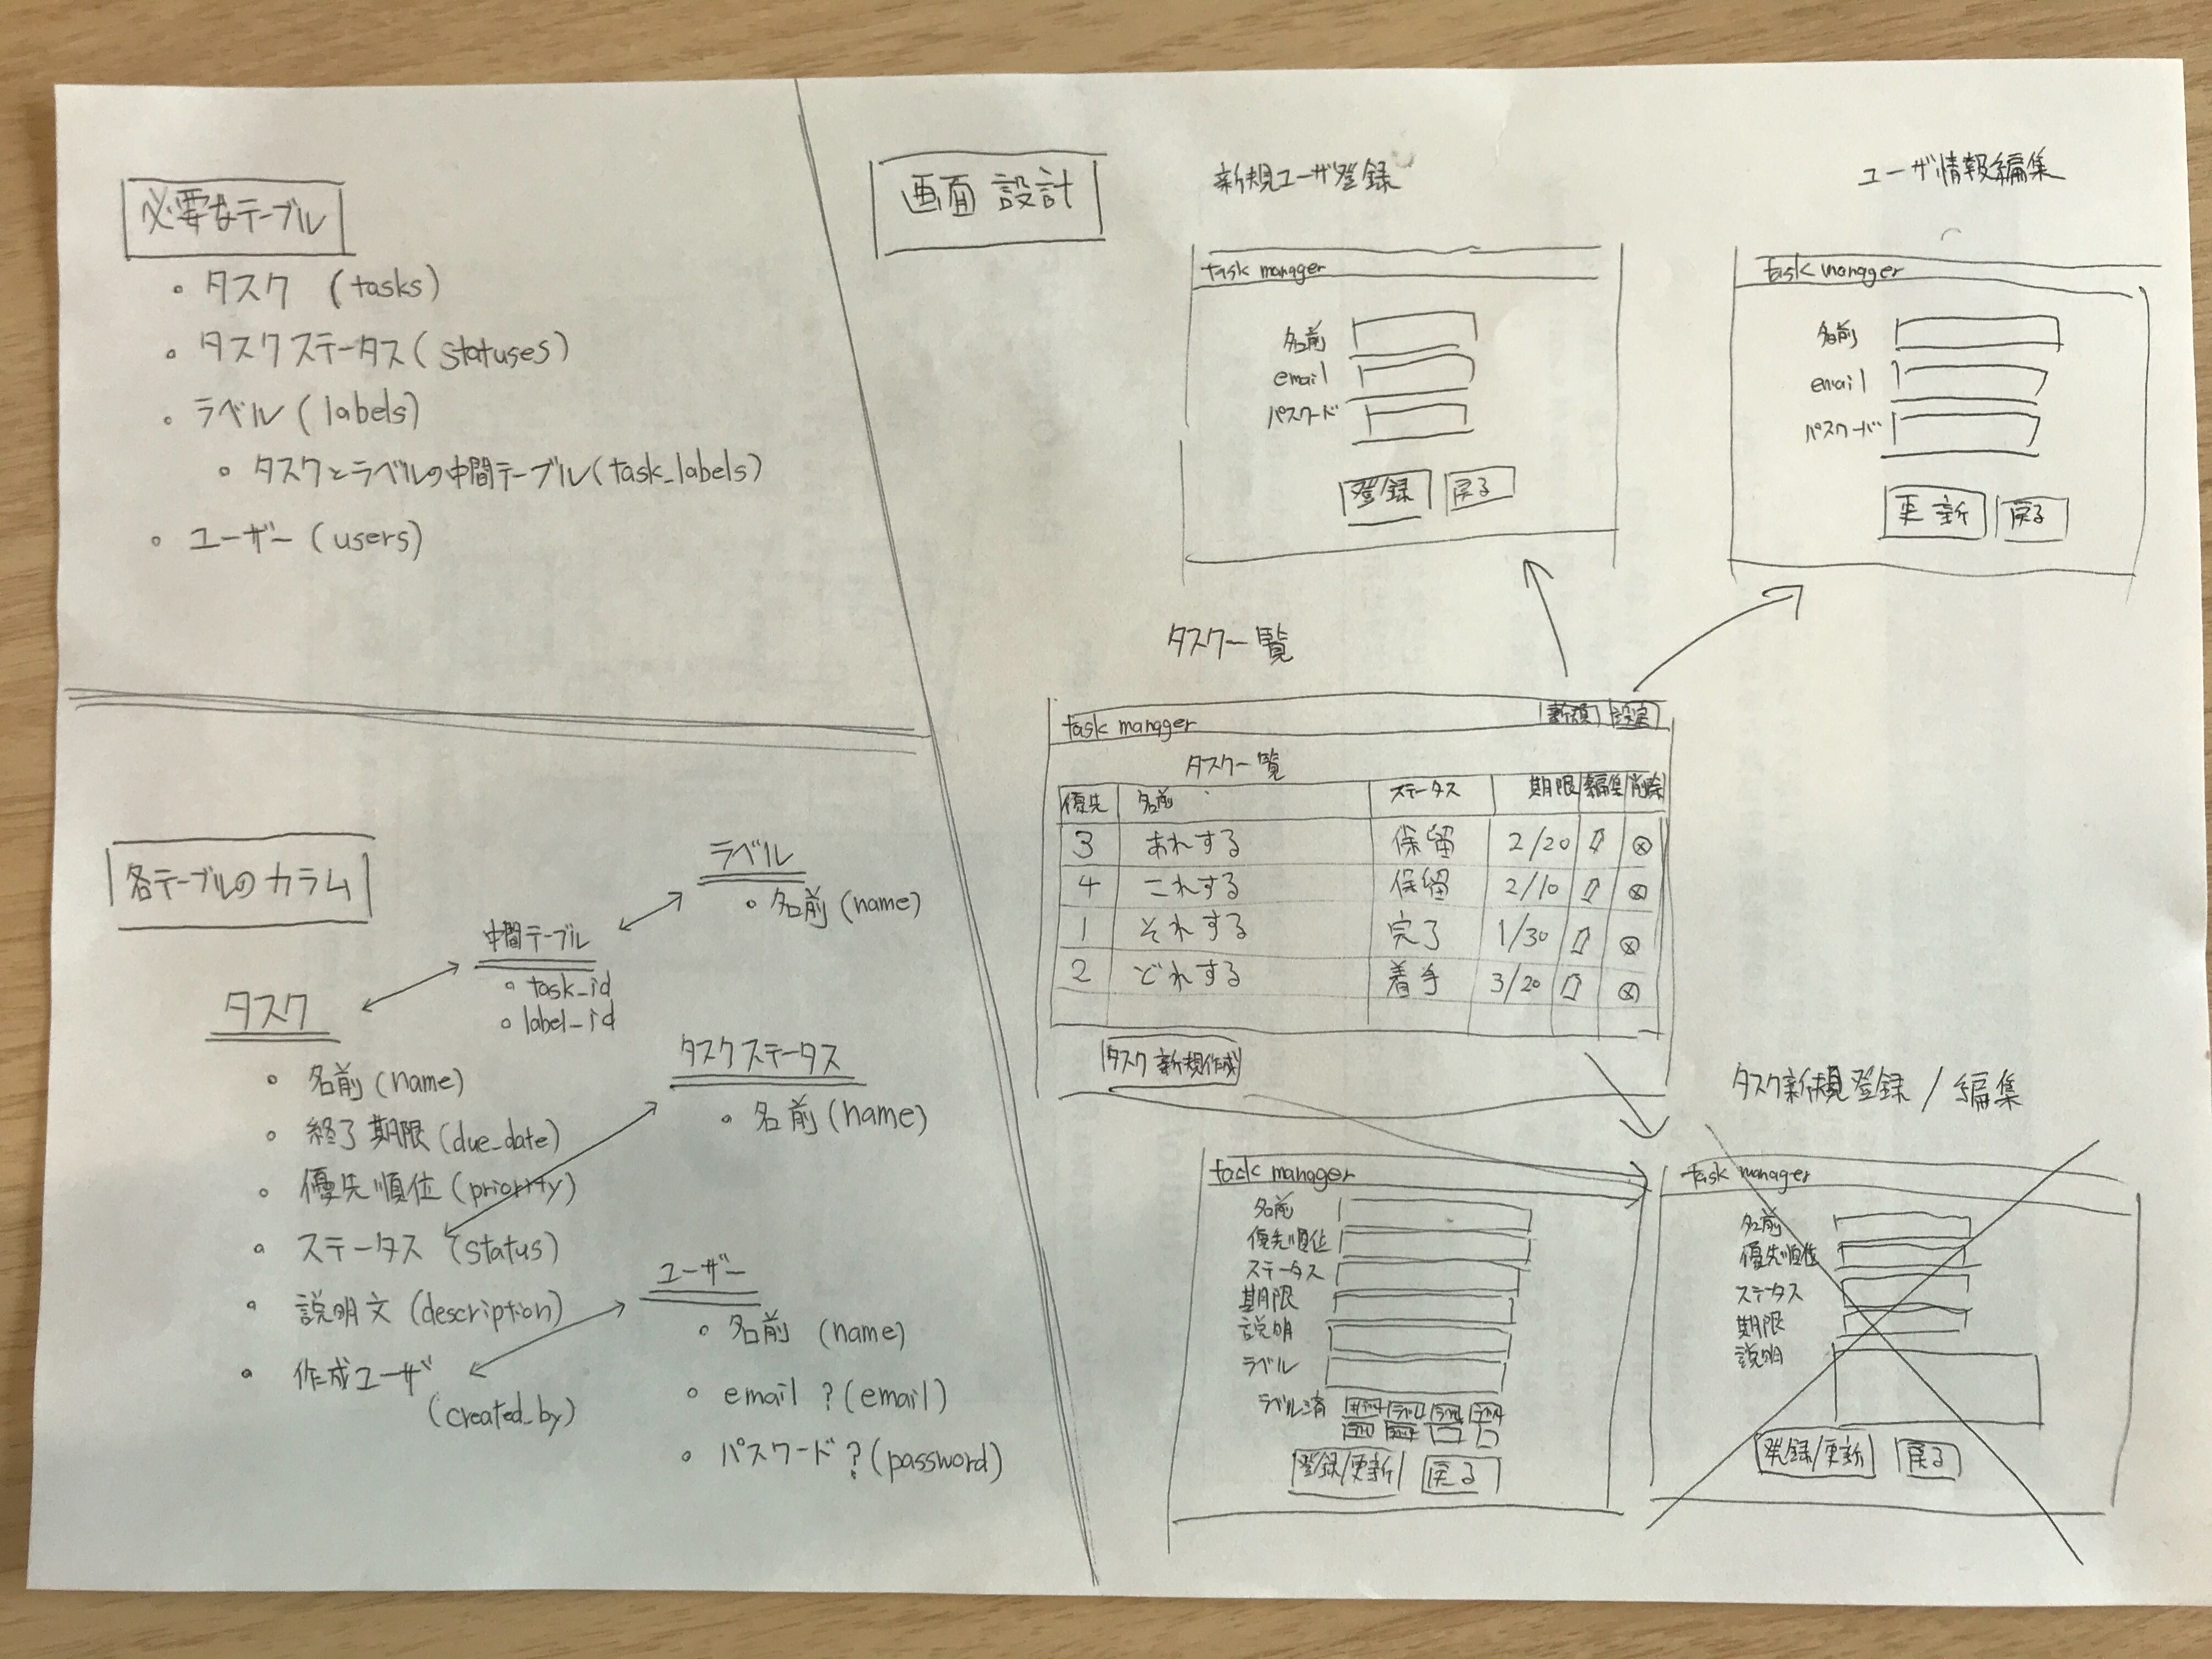 必要なテーブル
。タスク (tasks)
。タスクステータス (statuses)
。ラベル (labels)
。タスクとラベルの中間テーブル (task_labels)
。ユーザー (users)
各テーブルのカラム
ラベル
。名前 (name)
中間テーブル
。task_id
。label_id
タスク
。名前 (name)
。終了期限 (due_date)
。優先順位 (priority)
。ステータス (status)
。説明文 (description)
。作成ユーザ
(created_by)
タスクステータス
。名前 (name)
ユーザー
。名前 (name)
。email ? (email)
。パスワード ? (password)
画面設計
新規ユーザ登録
task manager
名前
email
パスワード
登録 戻る
ユーザ情報編集
task manager
名前
email
パスワード
更新 戻る
タスク一覧
task manager 新規 設定
タスク一覧
優先 名前 ステータス 期限 編集 削除
3 あれする 保留 2/20
4 これする 保留 2/10
1 それする 完了 1/30
2 どれする 着手 3/20
タスク新規作成
タスク新規登録/編集
task manager
名前
優先順位
ステータス
期限
説明
ラベル
ラベル済 ラベル ラベル ラベル
登録/更新 戻る
task manager
名前
優先順位
ステータス
期限
説明
登録/更新 戻る